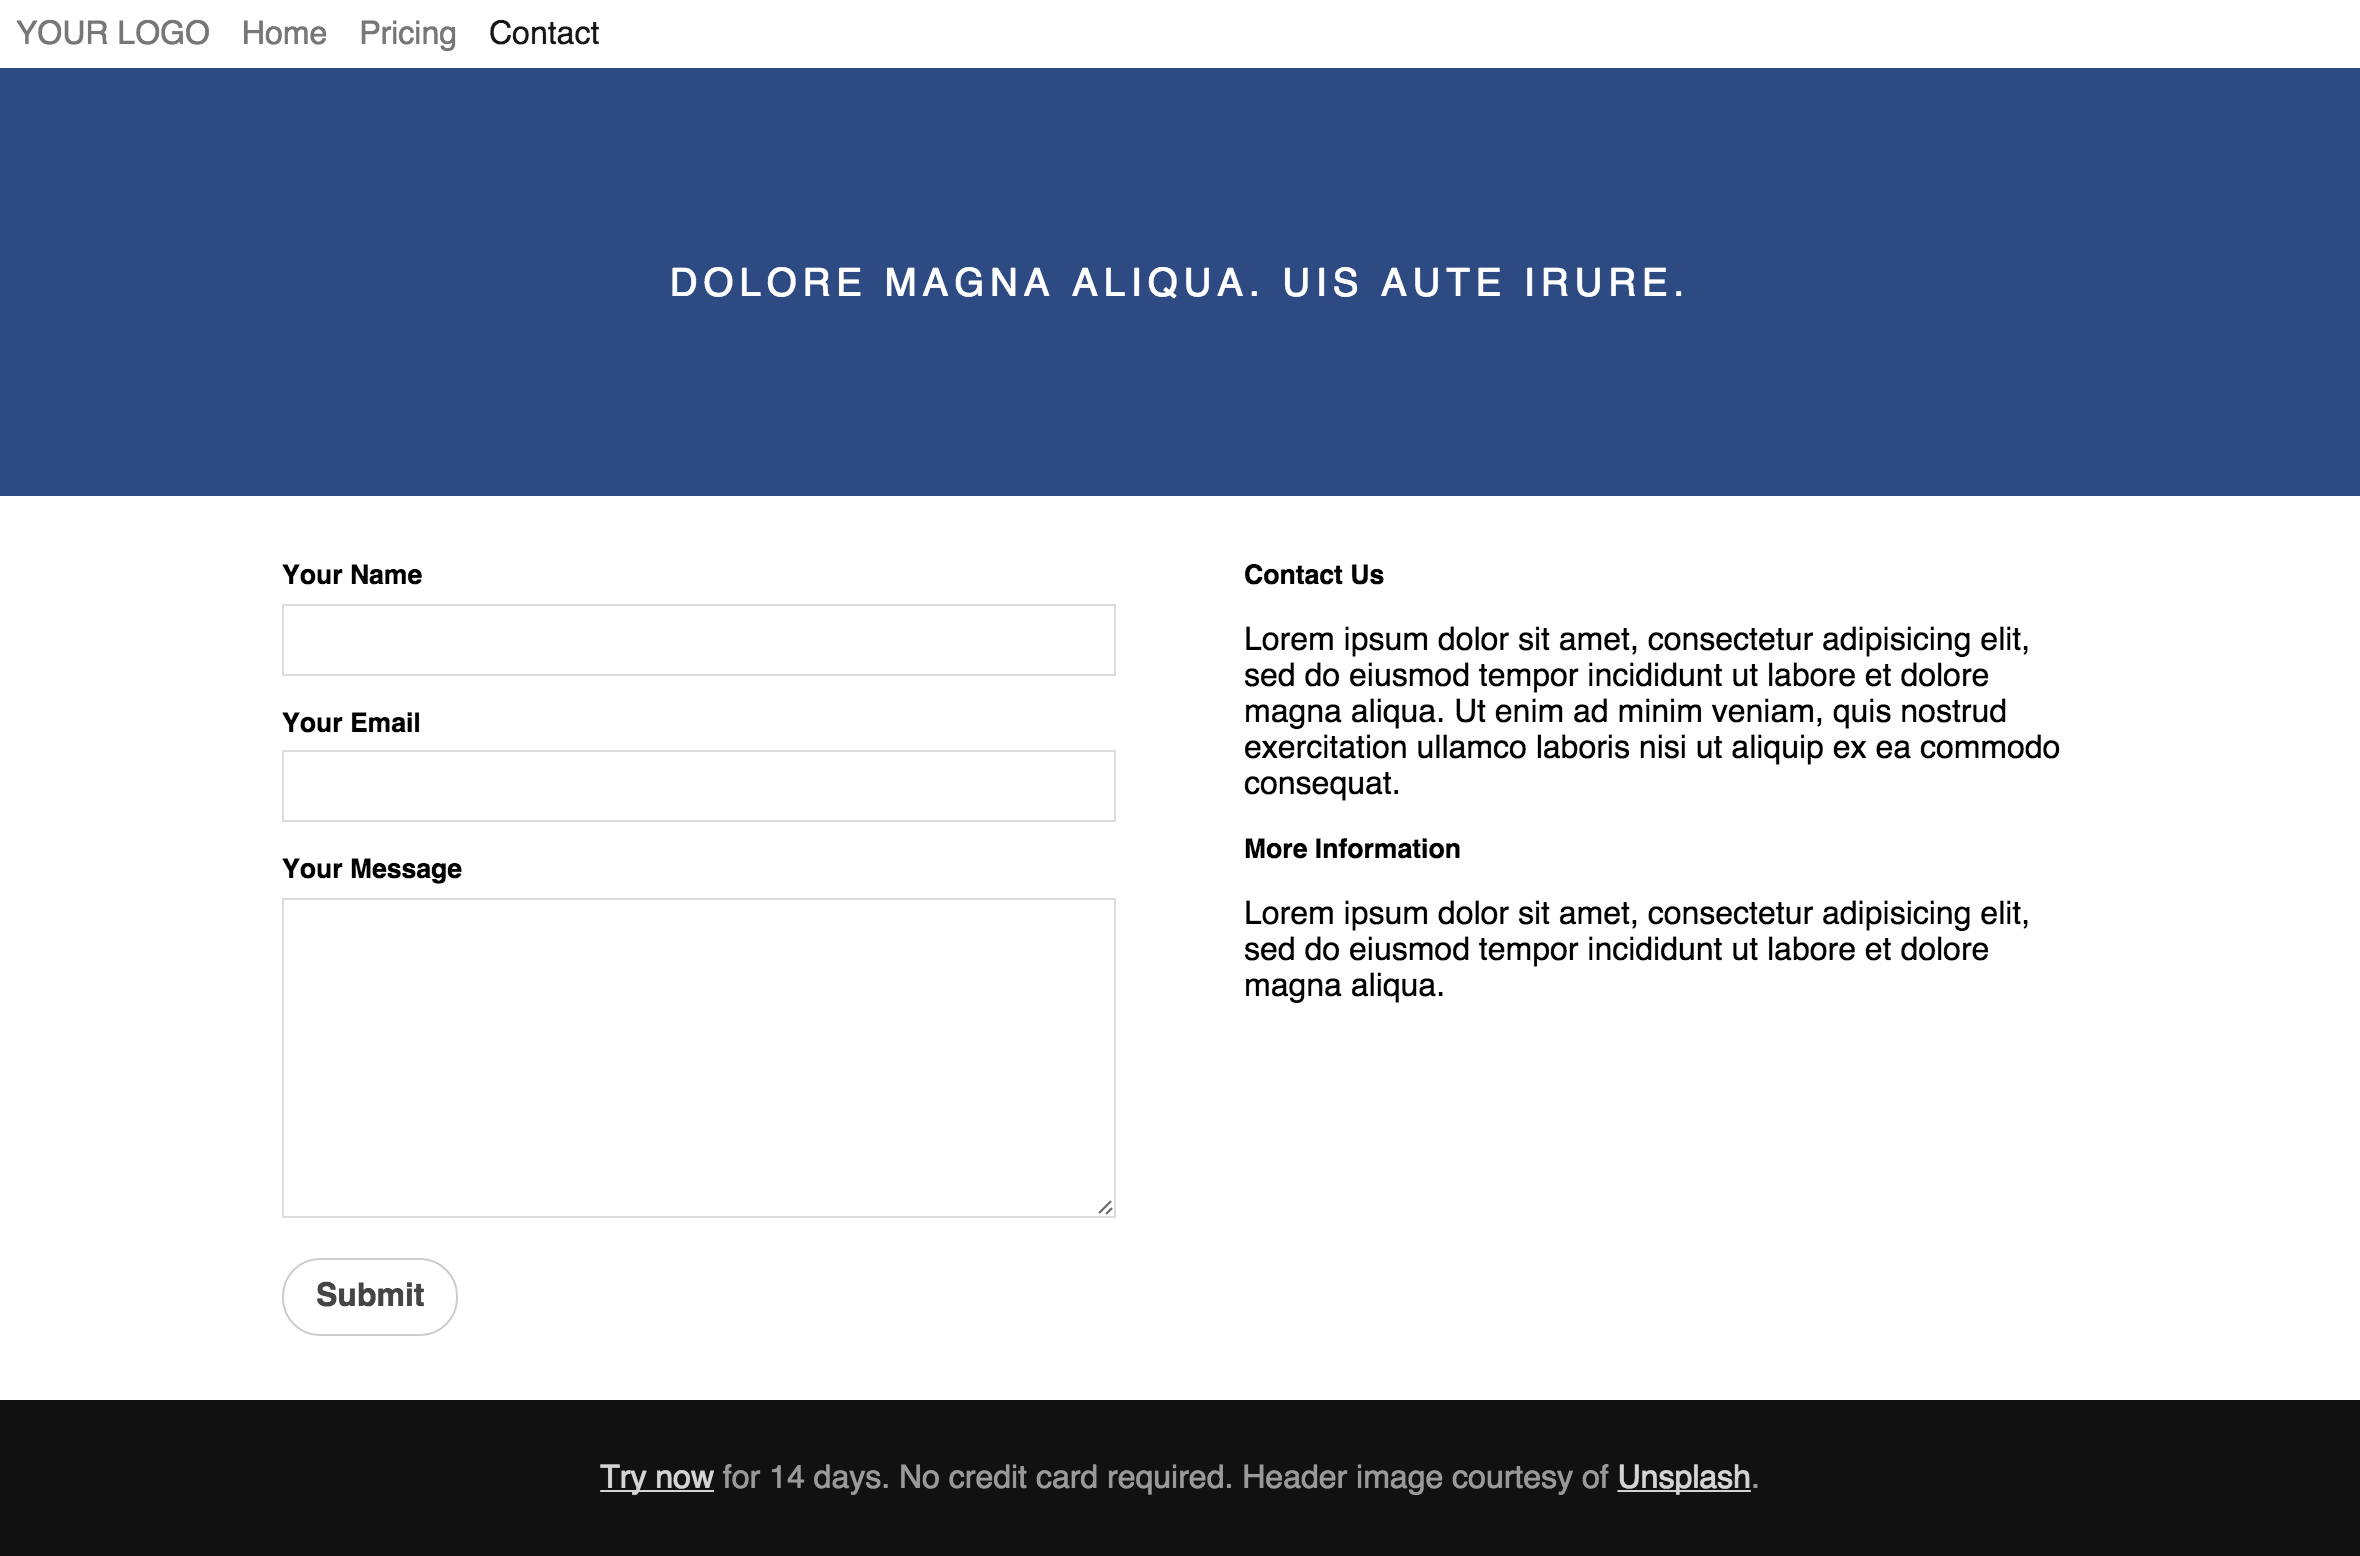 YOUR LOGO Home Pricing Contact
DOLORE MAGNA ALIQUA. UIS AUTE IRURE.
Your Name
Your Email
Your Message
Submit
Contact Us
Lorem ipsum dolor sit amet, consectetur adipisicing elit,
sed do eiusmod tempor incididunt ut labore et dolore
magna aliqua. Ut enim ad minim veniam, quis nostrud
exercitation ullamco laboris nisi ut aliquip ex ea commodo
consequat.
More Information
Lorem ipsum dolor sit amet, consectetur adipisicing elit,
sed do eiusmod tempor incididunt ut labore et dolore
magna aliqua.
Try now for 14 days. No credit card required. Header image courtesy of Unsplash.